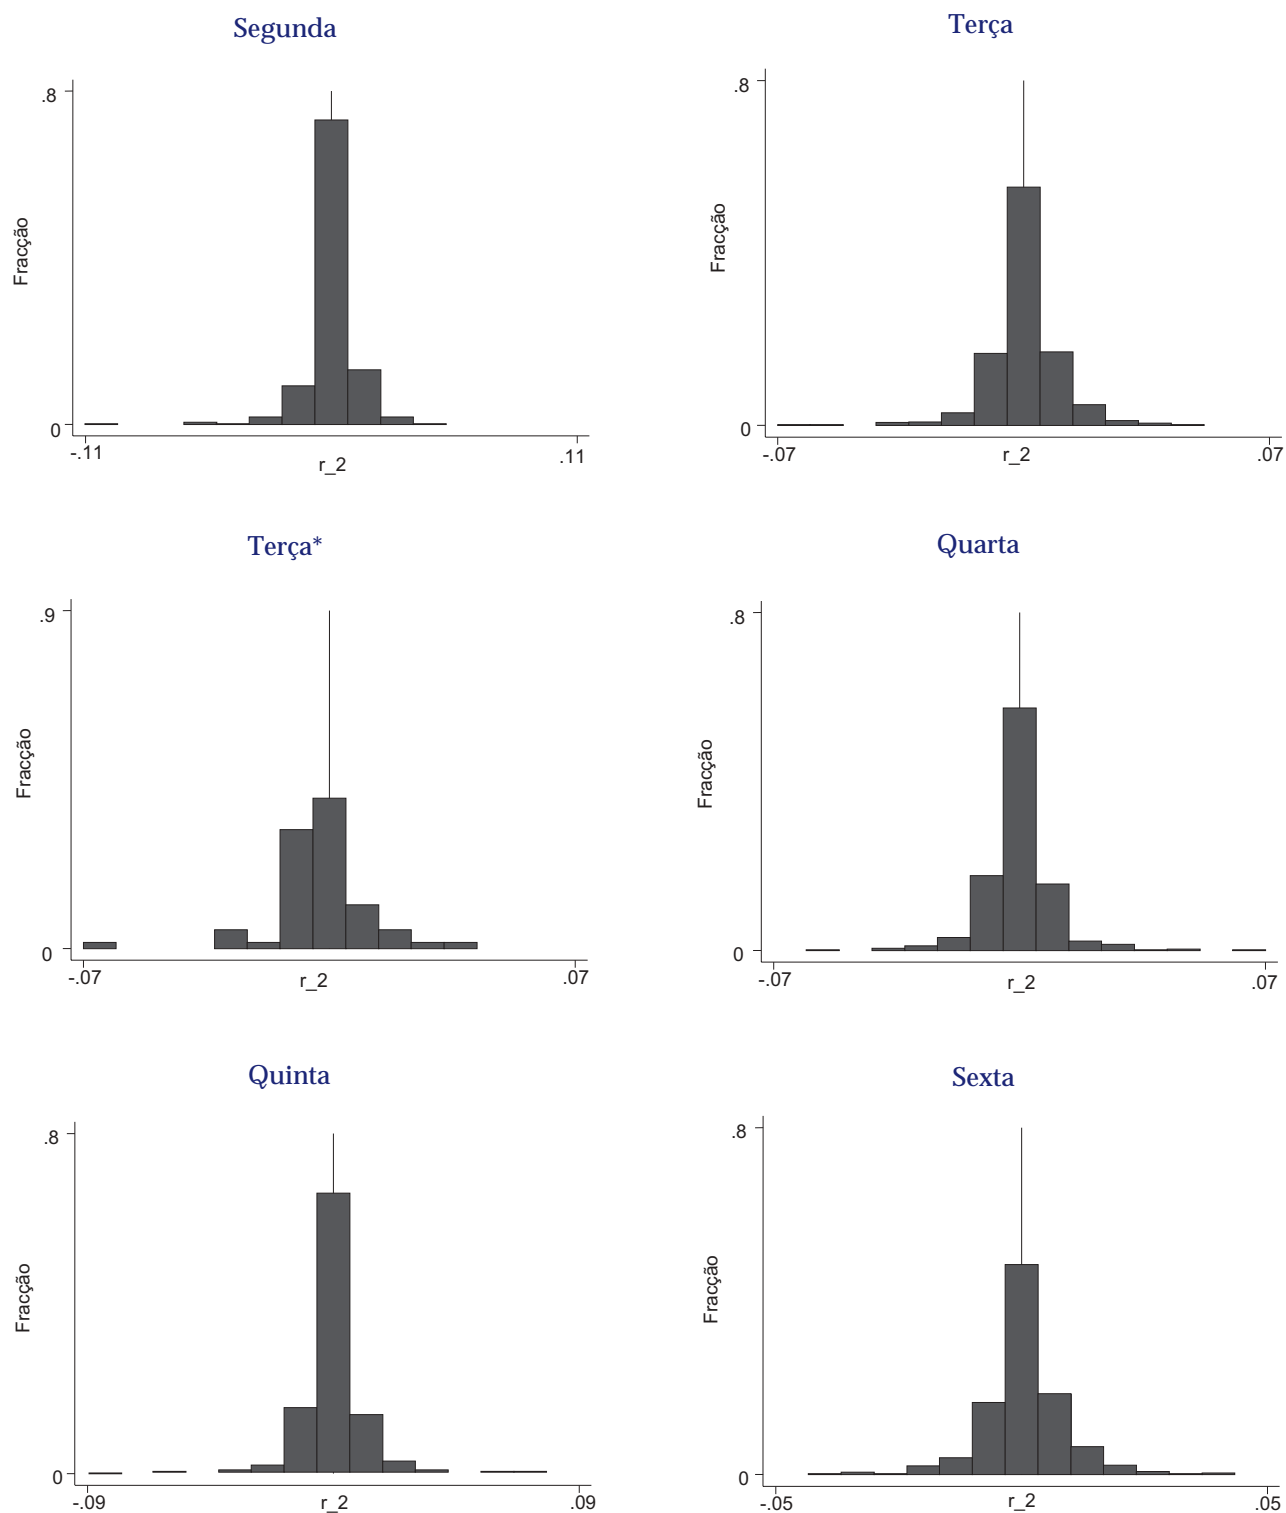 Segunda
.8
Fracção
0
-.11
r_2
.11
Terça
.8
Fracção
0
-.07
r_2
.07
Terça*
.9
Fracção
0
-.07
r_2
.07
Quarta
.8
Fracção
0
-.07
r_2
.07
Quinta
.8
Fracção
0
-.09
r_2
.09
Sexta
.8
Fracção
0
-.05
r_2
.05